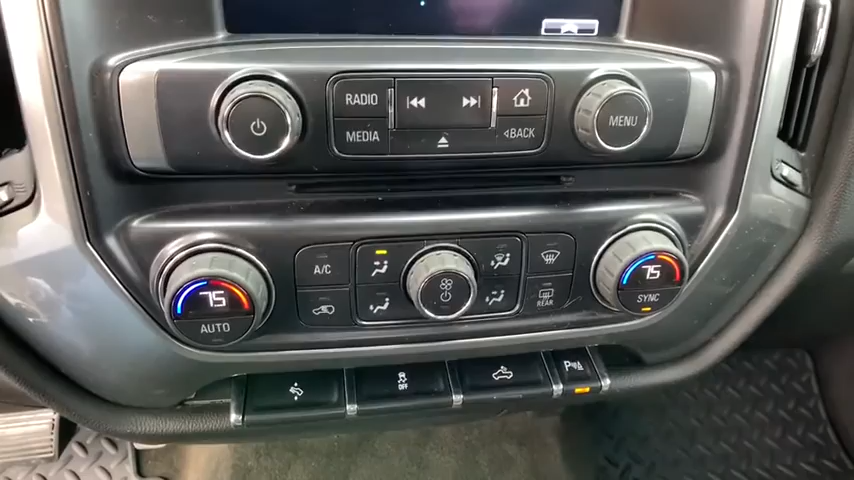 RADIO
MEDIA
BACK
MENU
A/C
75
AUTO
REAR
75
SYNC
OFF
P